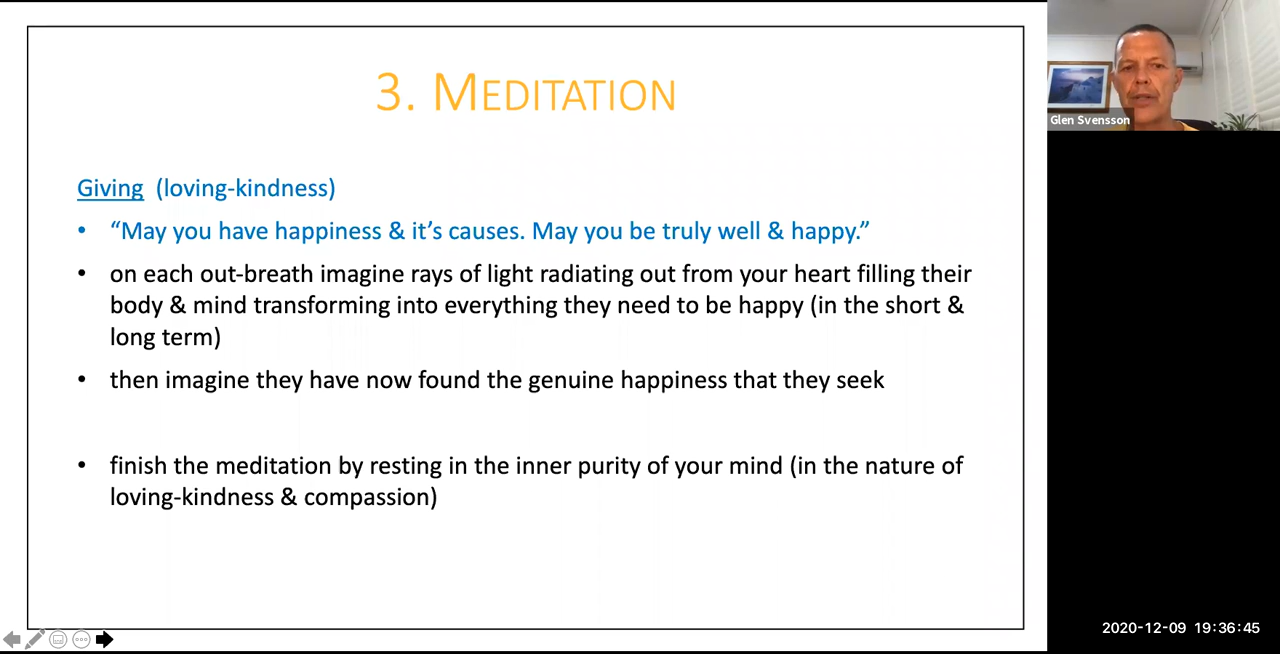 3. MEDITATION
Giving (loving-kindness)
• “May you have happiness & it’s causes. May you be truly well & happy.”
• on each out-breath imagine rays of light radiating out from your heart filling their
body & mind transforming into everything they need to be happy (in the short &
long term)
• then imagine they have now found the genuine happiness that they seek
• finish the meditation by resting in the inner purity of your mind (in the nature of
loving-kindness & compassion)
Glen Svensson
2020-12-09 19:36:45